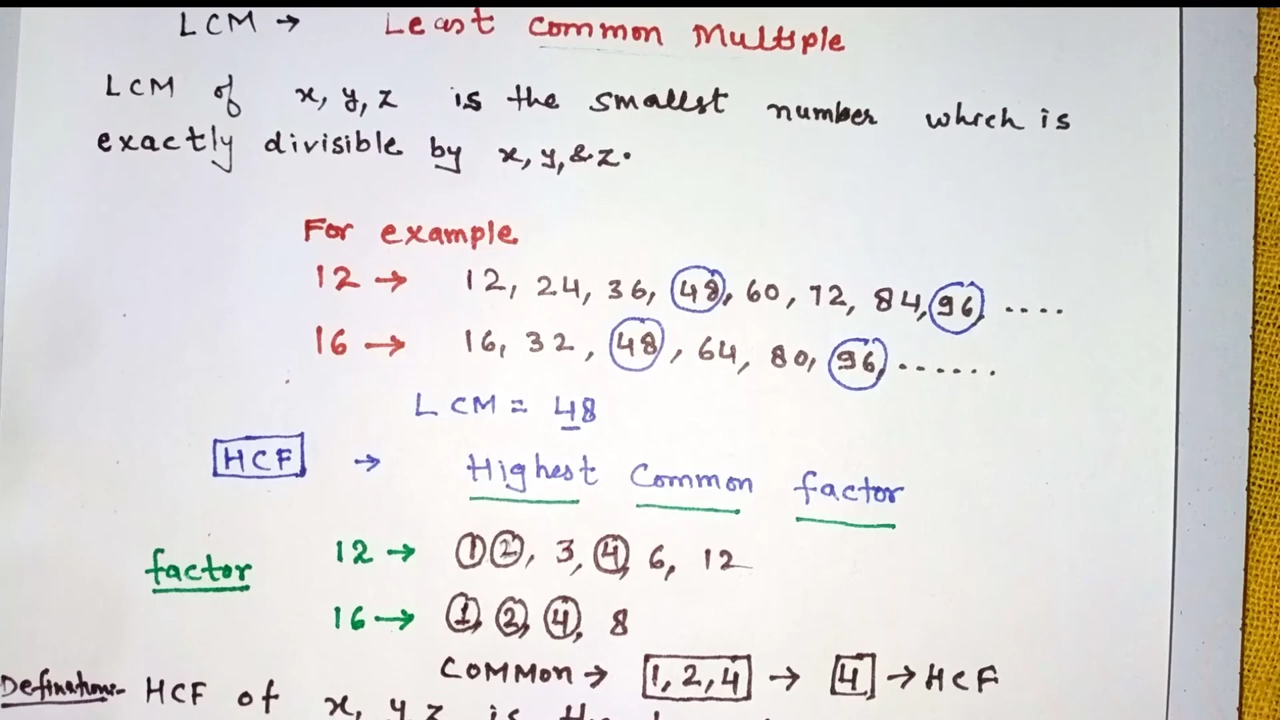 LCM → Least Common Multiple
LCM of x, y, z is the smallest number which is
exactly divisible by x, y, & z.
For example
12 → 12, 24, 36, 48, 60, 72, 84, 96, ....
16 → 16, 32, 48, 64, 80, 96, ......
LCM = 48
HCF → Highest Common factor
factor 12 → 1 2, 3, 4, 6, 12
16 → 1, 2, 4, 8
COMMON → 1, 2, 4 → 4 → HCF
HCF of x, y z is the